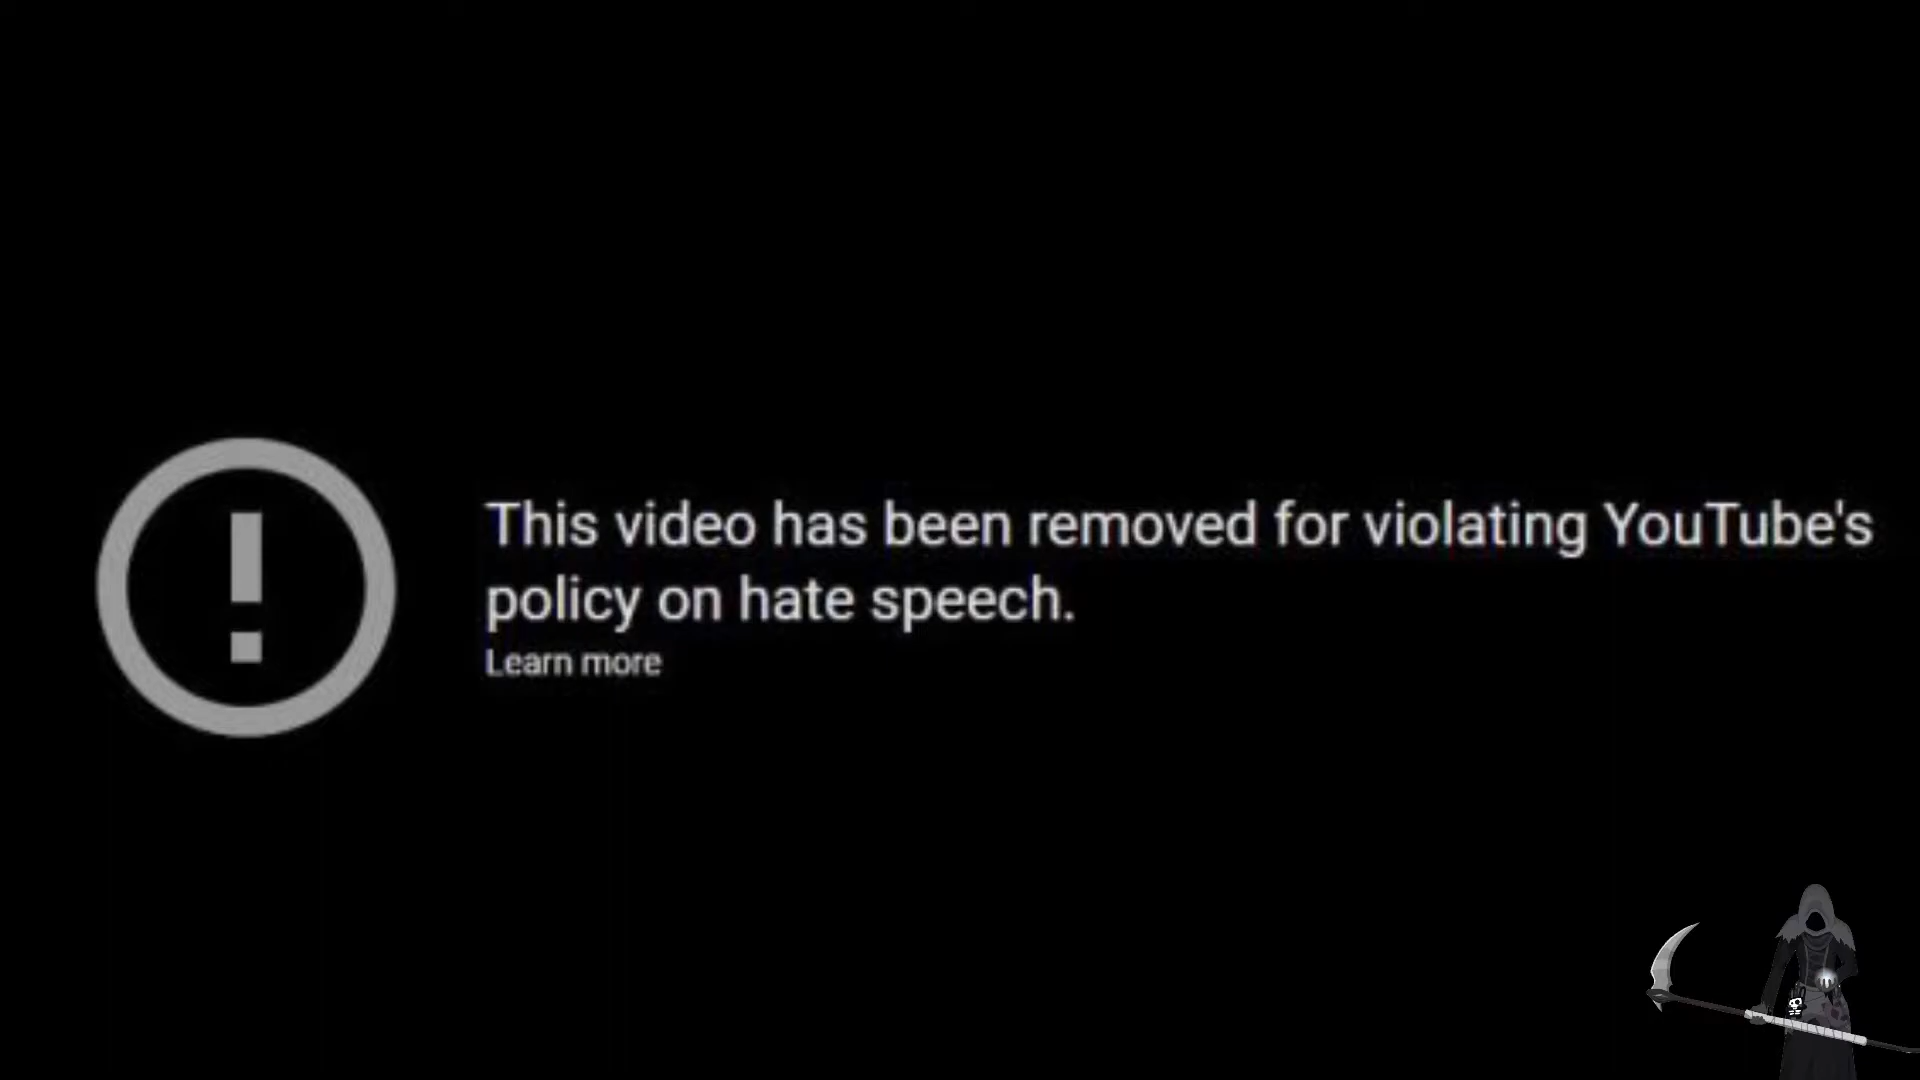 This video has been removed for violating YouTube's
policy on hate speech.
Learn more